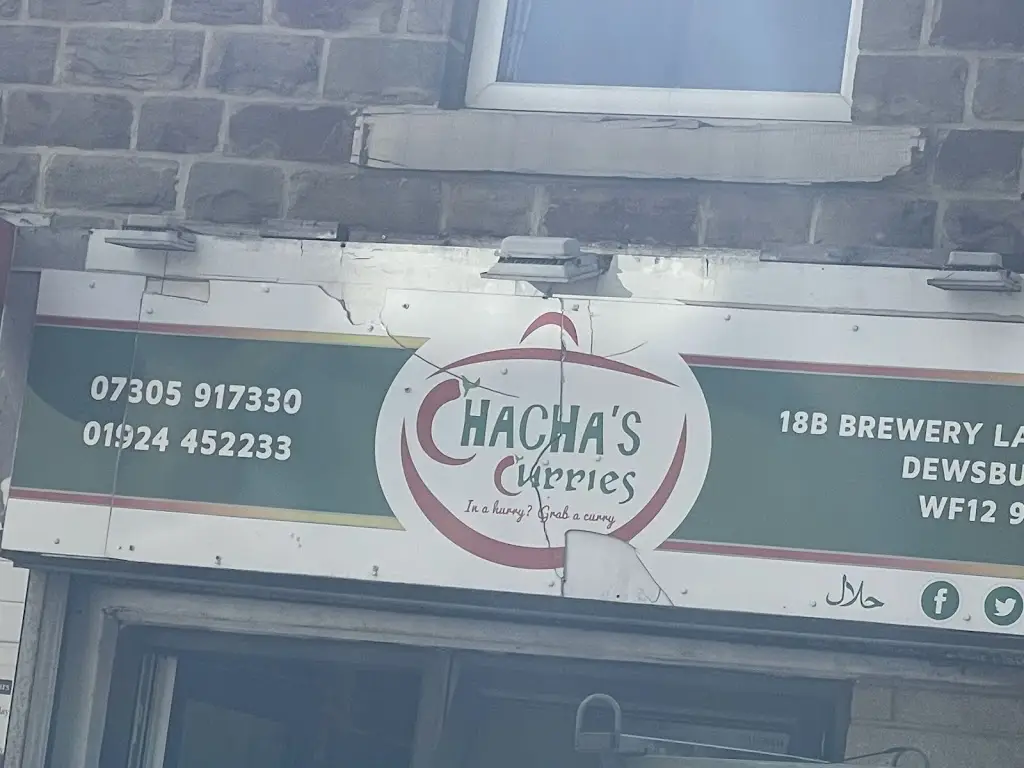 07305 917330
01924 452233
CHACHA'S
Curries
In a hurry? Grab a curry
18B BREWERY LA
DEWSBU
WF12 9
حلال